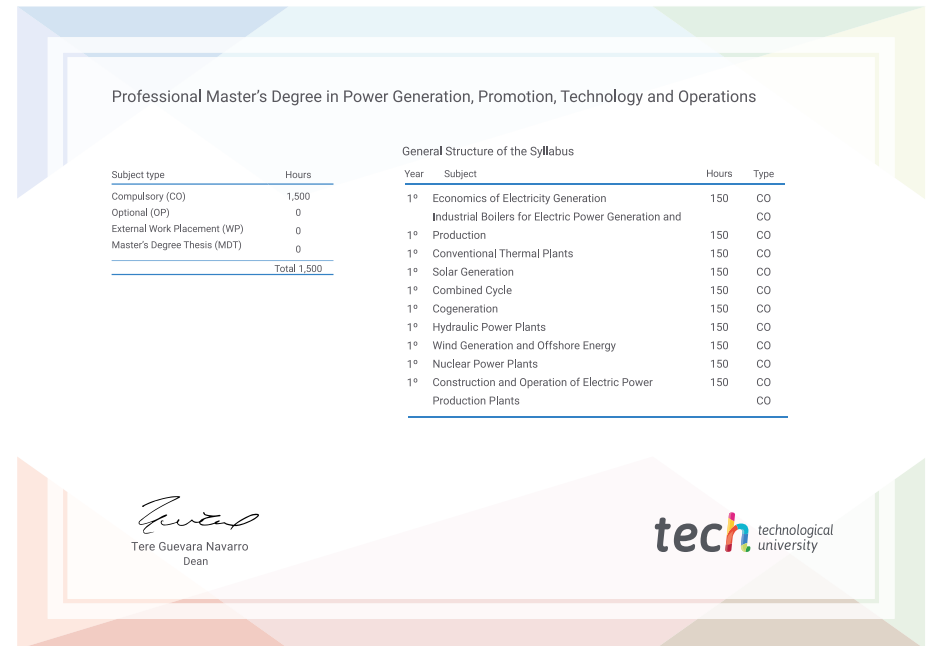 Professional Master's Degree in Power Generation, Promotion, Technology and Operations
General Structure of the Syllabus
Subject type Hours
Compulsory (CO) 1,500
Optional (OP) 0
External Work Placement (WP) 0
Master's Degree Thesis (MDT) 0
Total 1,500
Year Subject Hours Type
1º Economics of Electricity Generation 150 CO
Industrial Boilers for Electric Power Generation and CO
1º Production 150 CO
1º Conventional Thermal Plants 150 CO
1º Solar Generation 150 CO
1º Combined Cycle 150 CO
1º Cogeneration 150 CO
1º Hydraulic Power Plants 150 CO
1º Wind Generation and Offshore Energy 150 CO
1º Nuclear Power Plants 150 CO
1º Construction and Operation of Electric Power 150 CO
Production Plants CO
Tere Guevara Navarro
Dean
tech technological
university